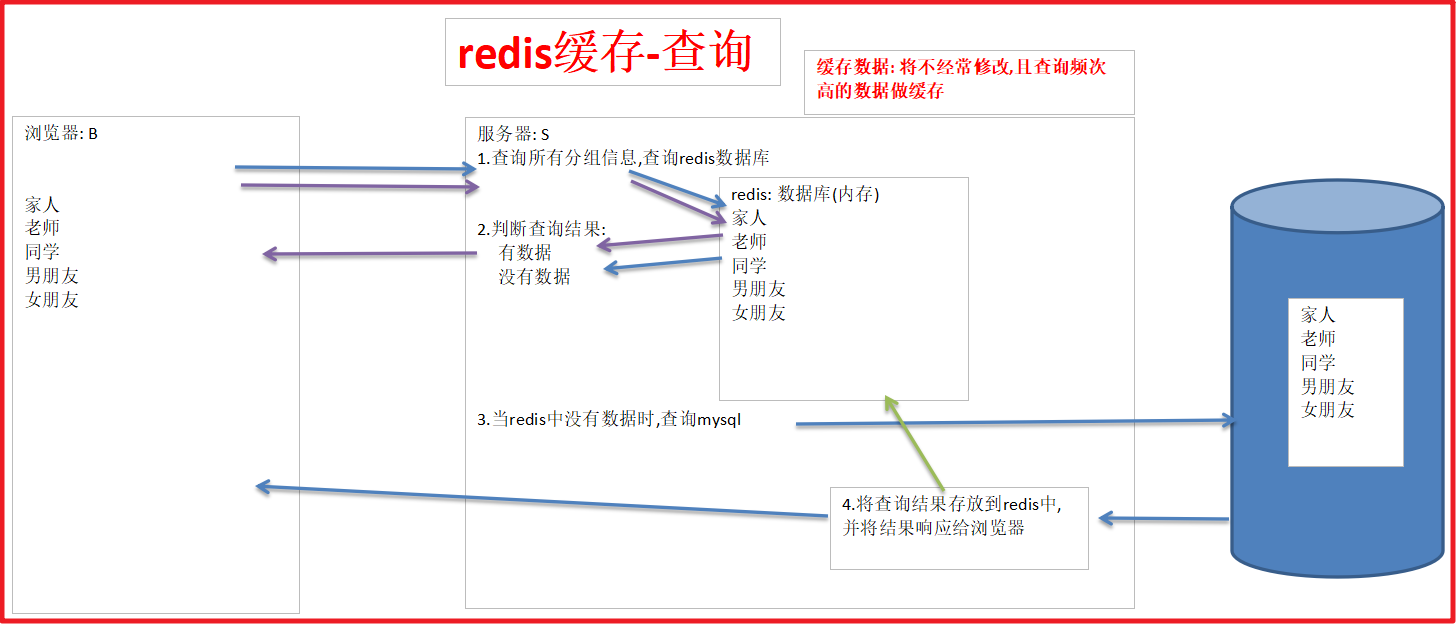 redis缓存-查询
缓存数据: 将不经常修改,且查询频次
高的数据做缓存
浏览器: B
家人
老师
同学
男朋友
女朋友
服务器: S
1.查询所有分组信息,查询redis数据库
2.判断查询结果:
有数据
没有数据
redis: 数据库(内存)
家人
老师
同学
男朋友
女朋友
3.当redis中没有数据时,查询mysql
4.将查询结果存放到redis中,
并将结果响应给浏览器
家人
老师
同学
男朋友
女朋友